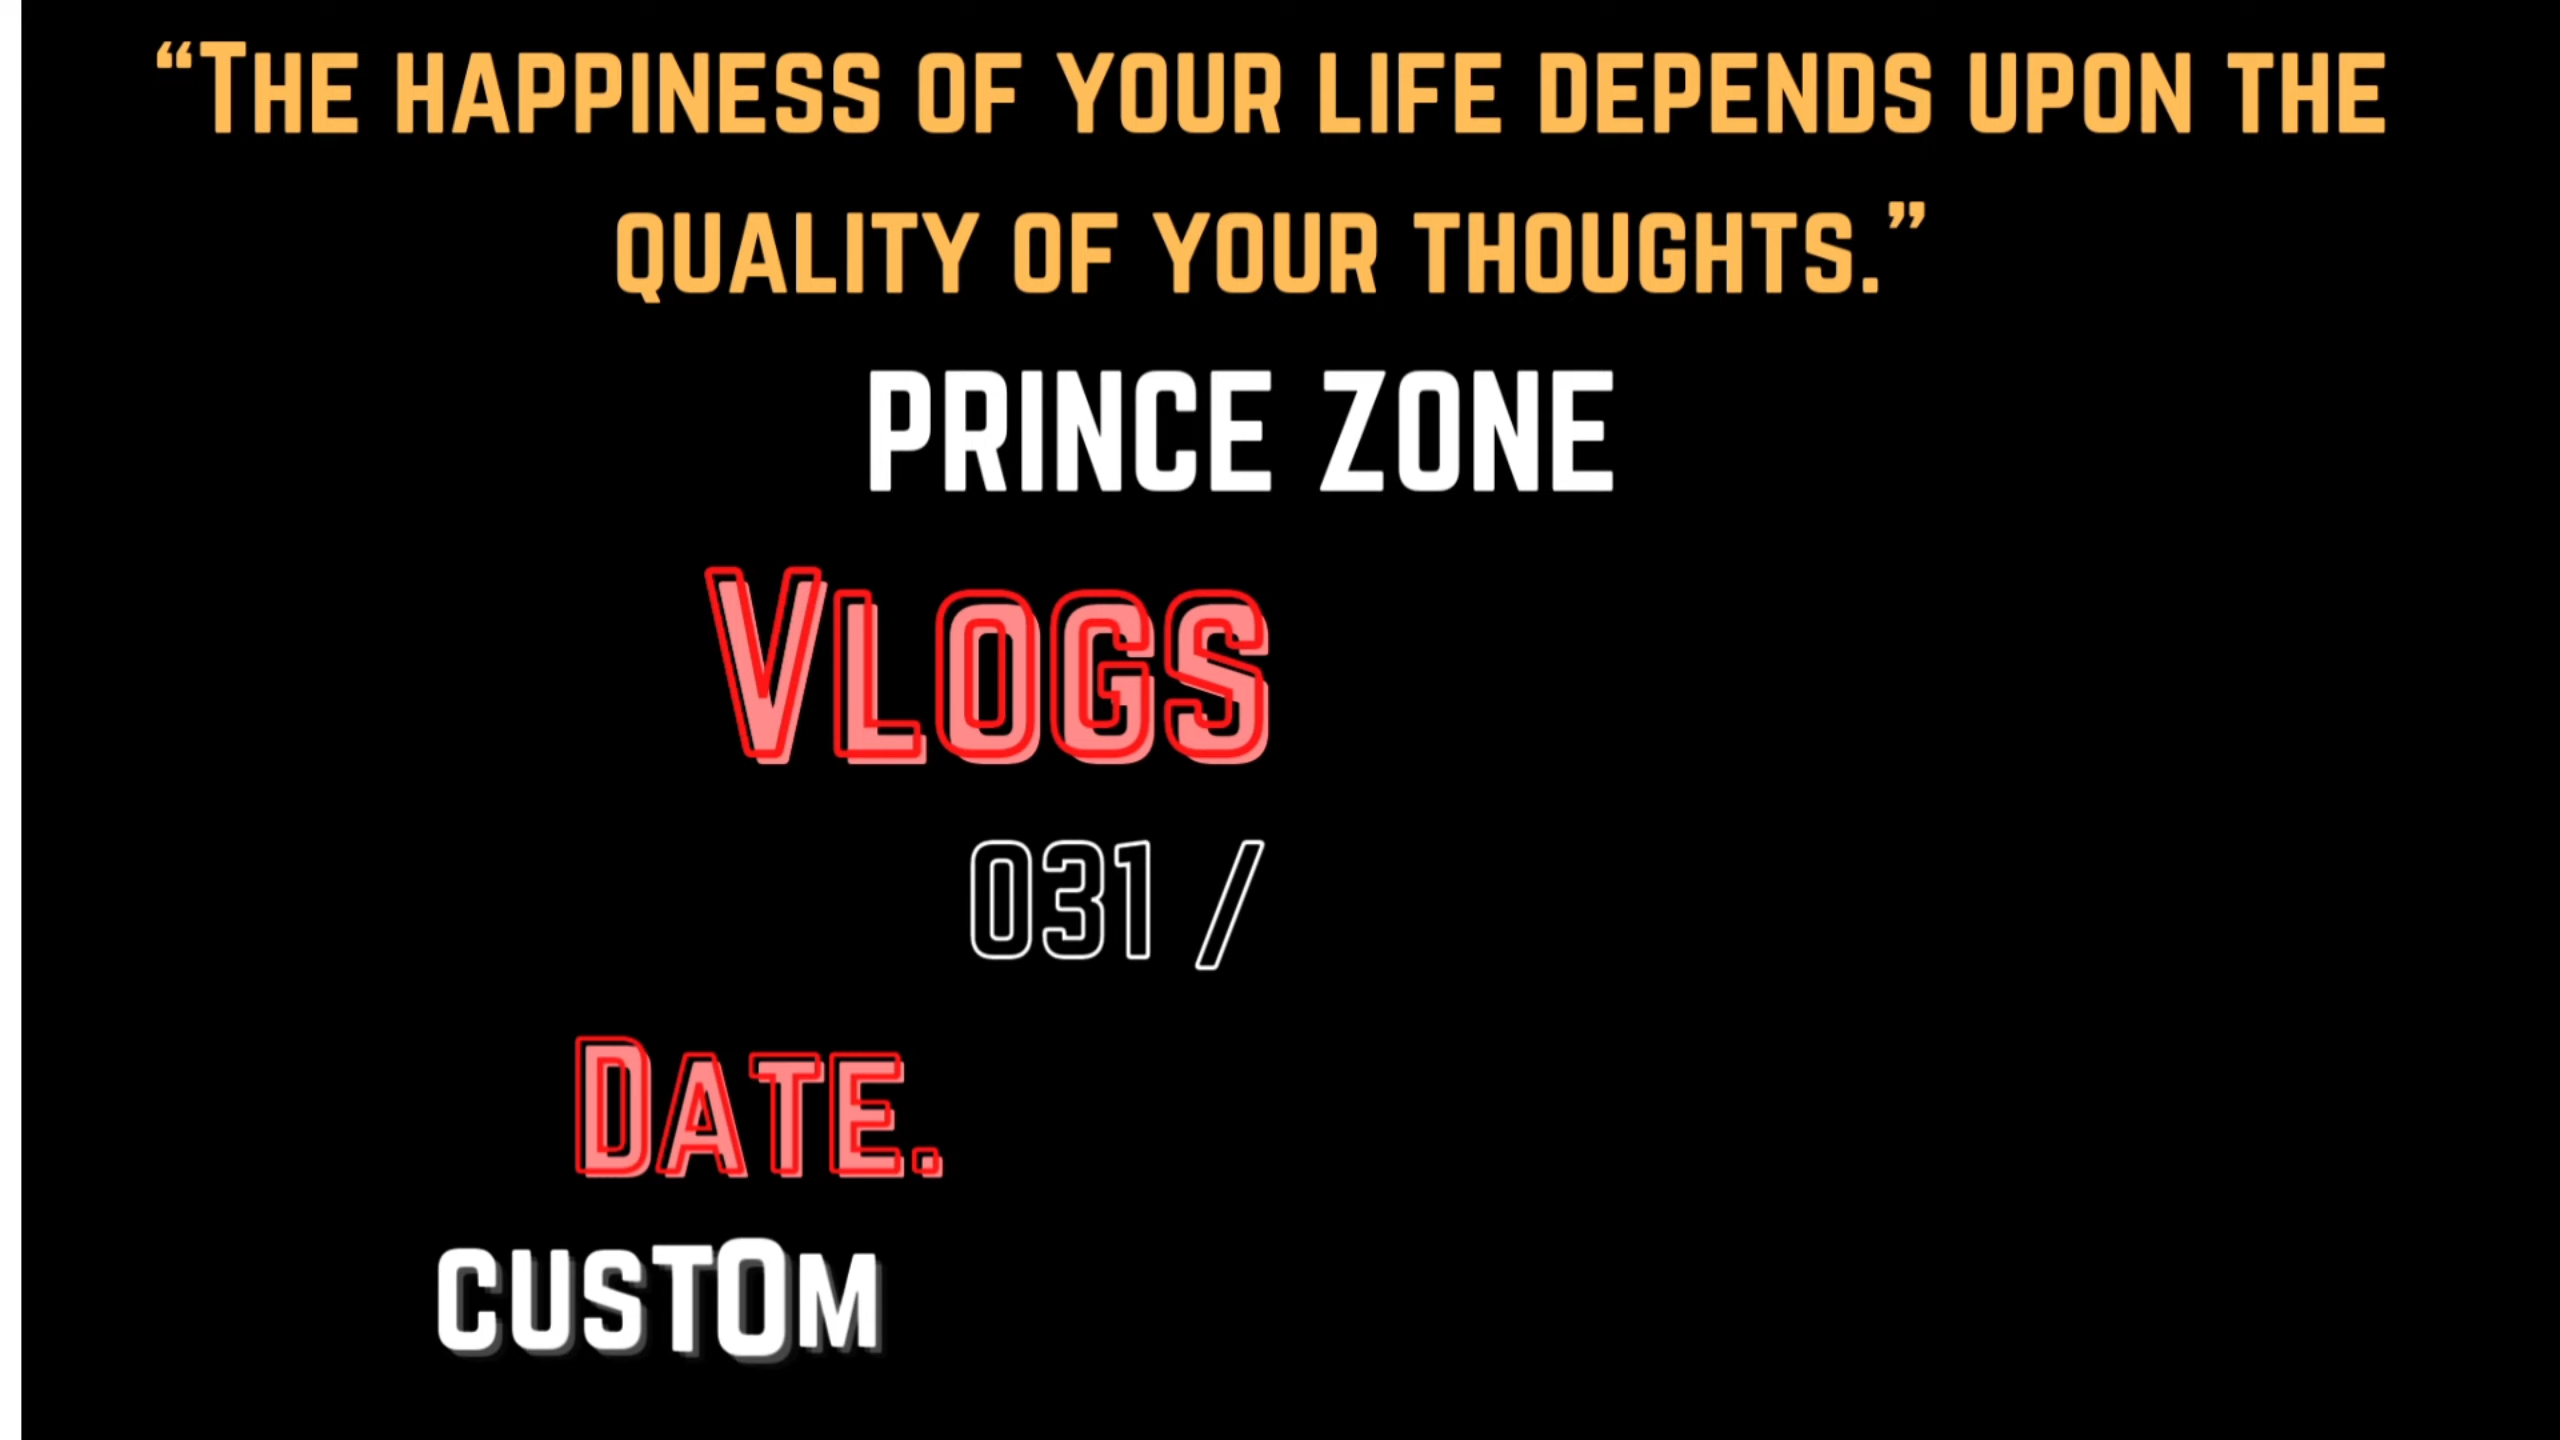 “The happiness of your life depends upon the
quality of your thoughts.”
PRINCE ZONE
Vlogs
031 /
Date.
cusTOm